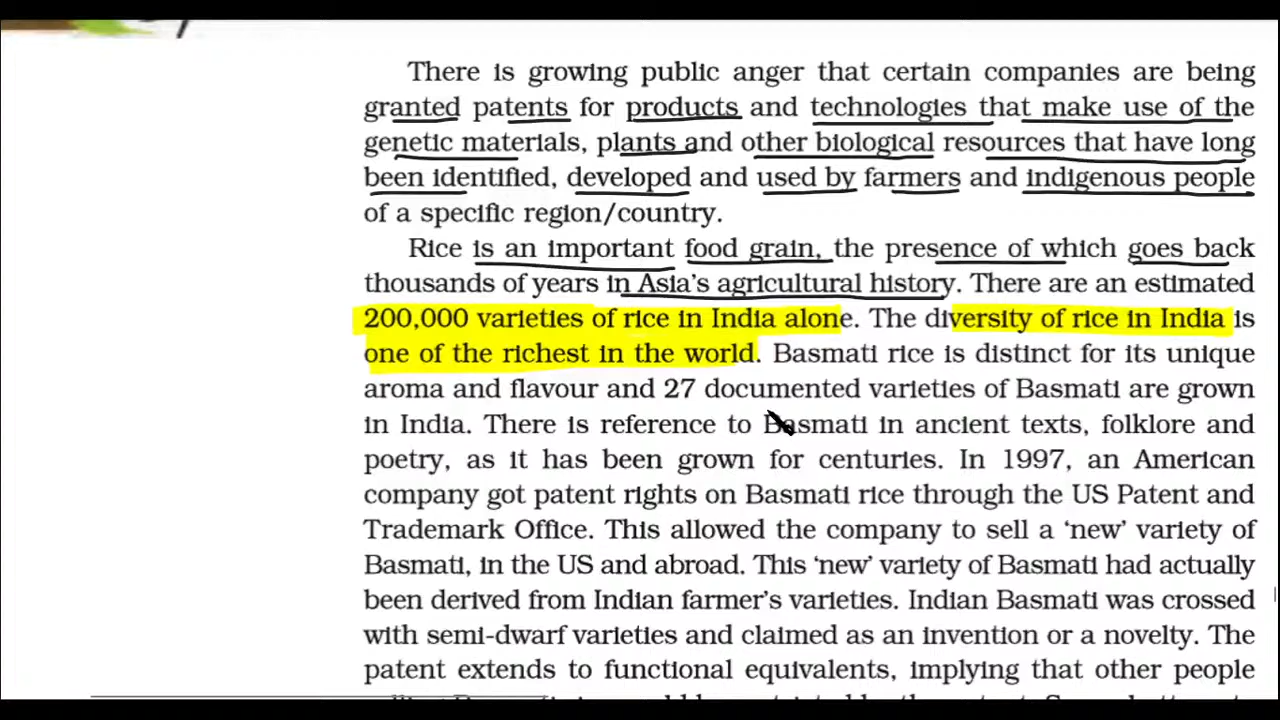 There is growing public anger that certain companies are being
granted patents for products and technologies that make use of the
genetic materials, plants and other biological resources that have long
been identified, developed and used by farmers and indigenous people
of a specific region/country.
Rice is an important food grain, the presence of which goes back
thousands of years in Asia's agricultural history. There are an estimated
200,000 varieties of rice in India alone. The diversity of rice in India is
one of the richest in the world. Basmati rice is distinct for its unique
aroma and flavour and 27 documented varieties of Basmati are grown
in India. There is reference to Basmati in ancient texts, folklore and
poetry, as it has been grown for centuries. In 1997, an American
company got patent rights on Basmati rice through the US Patent and
Trademark Office. This allowed the company to sell a ‘new’ variety of
Basmati, in the US and abroad. This ‘new’ variety of Basmati had actually
been derived from Indian farmer's varieties. Indian Basmati was crossed
with semi-dwarf varieties and claimed as an invention or a novelty. The
patent extends to functional equivalents, implying that other people